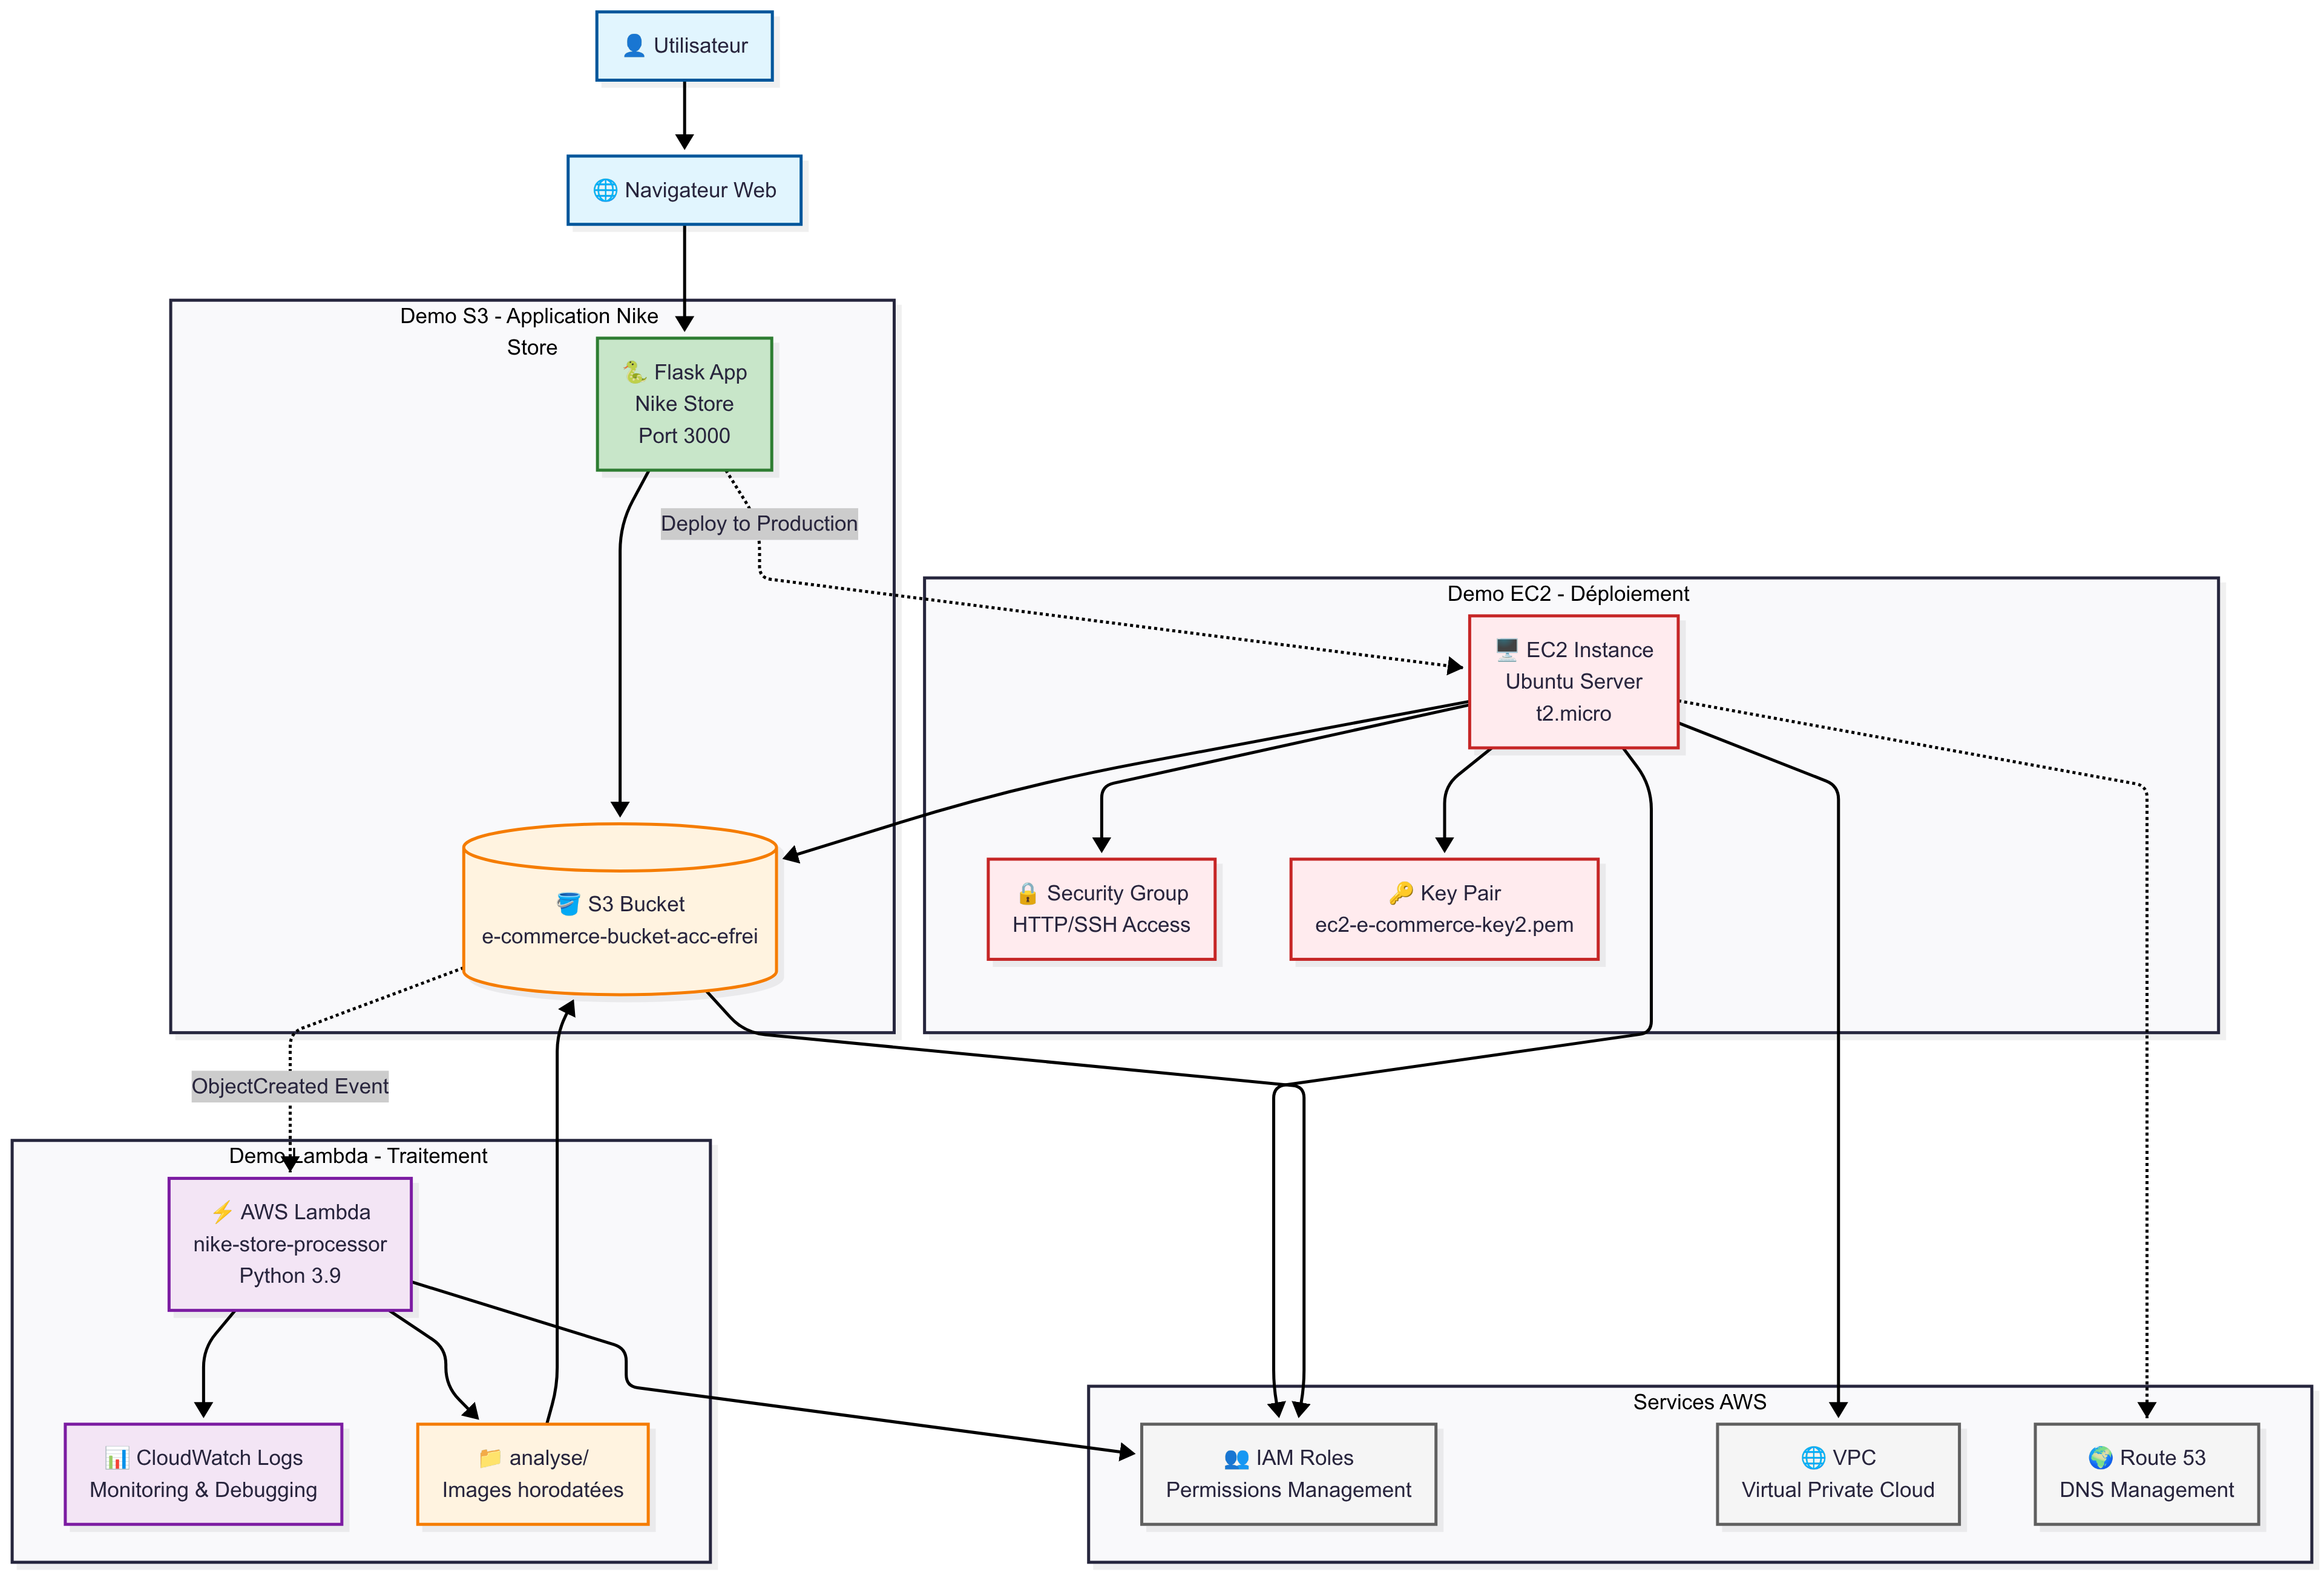 👤 Utilisateur
🌐 Navigateur Web
Demo S3 - Application Nike
Store
🐍 Flask App
Nike Store
Port 3000
Deploy to Production
Demo EC2 - Déploiement
🖥️ EC2 Instance
Ubuntu Server
t2.micro
🔒 Security Group
HTTP/SSH Access
🔑 Key Pair
ec2-e-commerce-key2.pem
🪣 S3 Bucket
e-commerce-bucket-acc-efrei
ObjectCreated Event
Demo Lambda - Traitement
⚡ AWS Lambda
nike-store-processor
Python 3.9
📊 CloudWatch Logs
Monitoring & Debugging
📁 analyse/
Images horodatées
Services AWS
👥 IAM Roles
Permissions Management
🌐 VPC
Virtual Private Cloud
🌍 Route 53
DNS Management